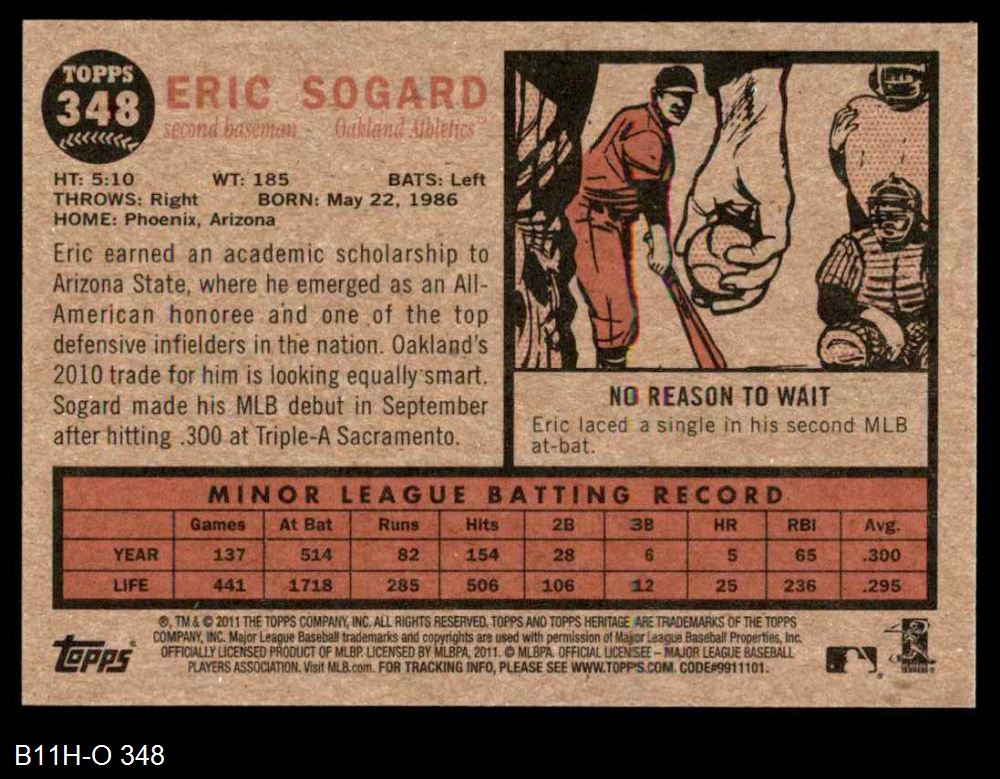 TOPPS
348
ERIC SOGARD
second baseman - Oakland Athletics™
HT: 5:10 WT: 185 BATS: Left
THROWS: Right BORN: May 22, 1986
HOME: Phoenix, Arizona
Eric earned an academic scholarship to
Arizona State, where he emerged as an All-
American honoree and one of the top
defensive infielders in the nation. Oakland's
2010 trade for him is looking equally smart.
Sogard made his MLB debut in September
after hitting .300 at Triple-A Sacramento.
NO REASON TO WAIT
Eric laced a single in his second MLB
at-bat.
MINOR LEAGUE BATTING RECORD
Games At Bat Runs Hits 2B 3B HR RBI Avg.
YEAR 137 514 82 154 28 6 5 65 .300
LIFE 441 1718 285 506 106 12 25 236 .295
®, TM & © 2011 THE TOPPS COMPANY, INC. ALL RIGHTS RESERVED. TOPPS AND TOPPS HERITAGE ARE TRADEMARKS OF THE TOPPS
COMPANY, INC. Major League Baseball trademarks and copyrights are used with permission of Major League Baseball Properties, Inc.
OFFICIALLY LICENSED PRODUCT OF MLBP. LICENSED BY MLBPA, 2011. © MLBPA. OFFICIAL LICENSEE – MAJOR LEAGUE BASEBALL
PLAYERS ASSOCIATION. Visit MLB.com. FOR TRACKING INFO, PLEASE SEE WWW.TOPPS.COM. CODE#9911101.
Topps®
B11H-O 348